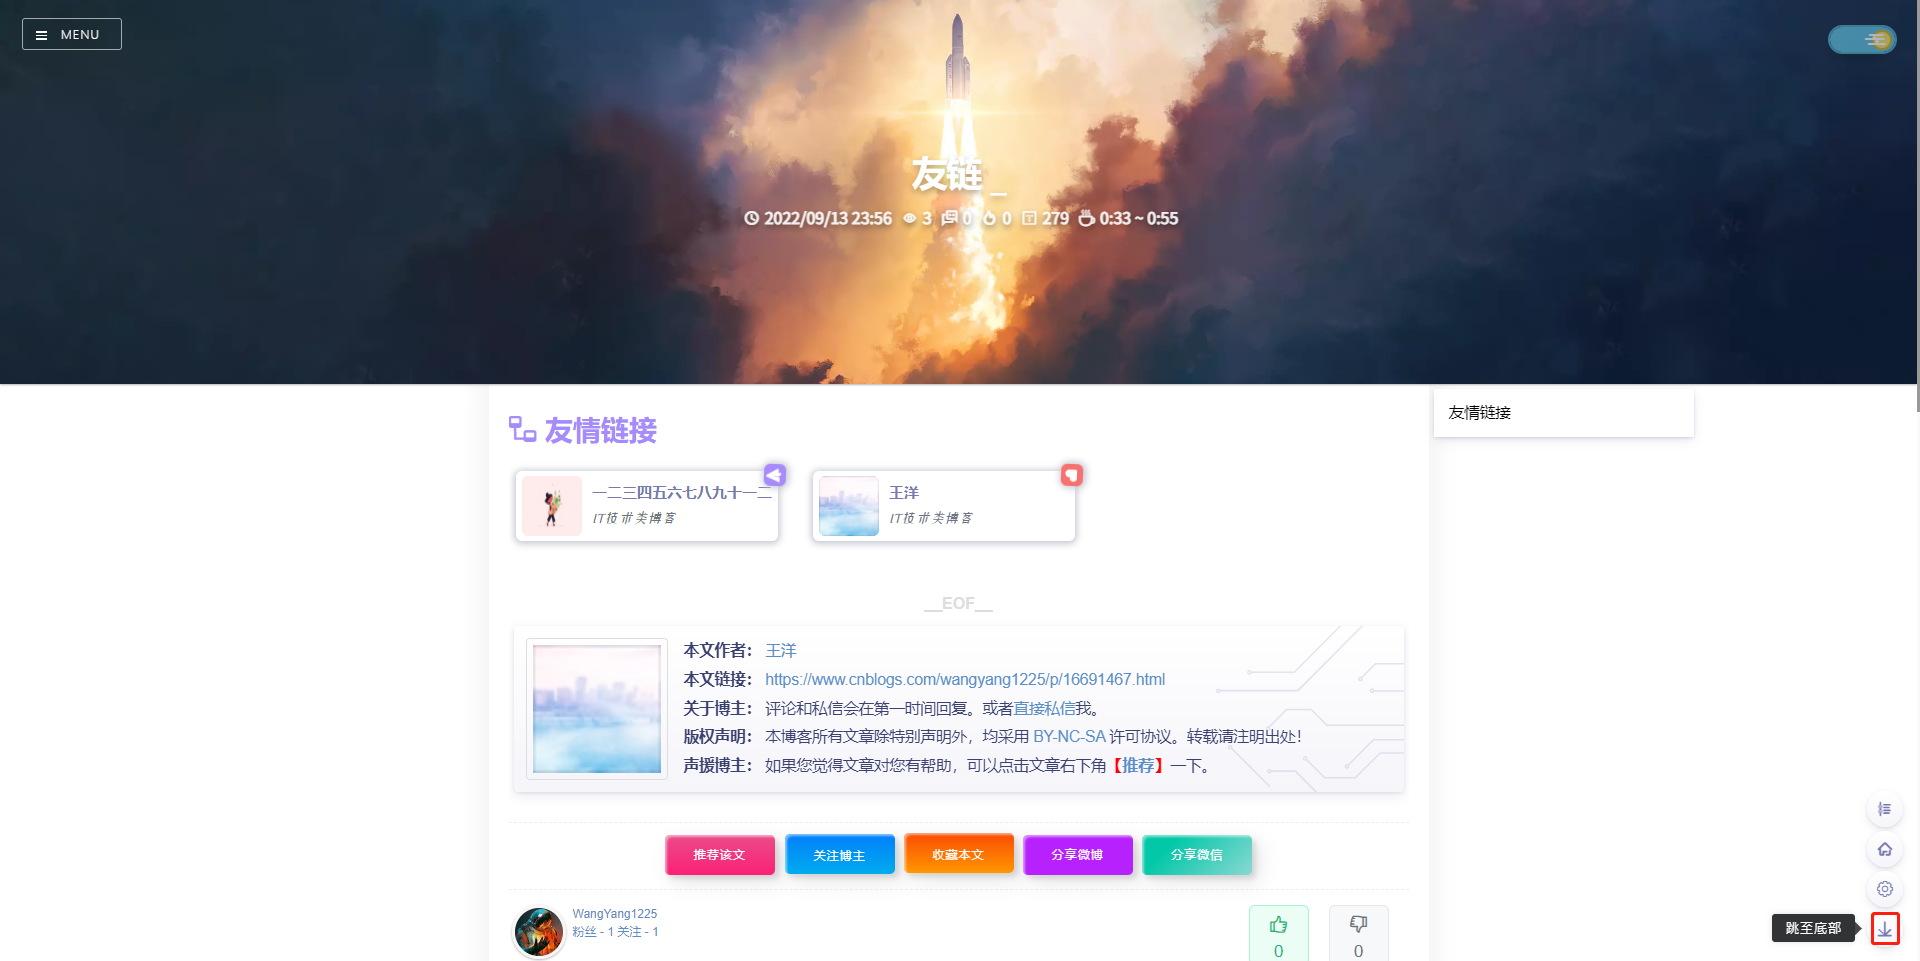 MENU
友链 _
2022/09/13 23:56 3 0 0 279 0:33 ~ 0:55
友情链接
友情链接
一二三四五六七八九十一二
IT技术类博客
王洋
IT技术类博客
__EOF__
本文作者： 王洋
本文链接： https://www.cnblogs.com/wangyang1225/p/16691467.html
关于博主： 评论和私信会在第一时间回复。或者直接私信我。
版权声明： 本博客所有文章除特别声明外，均采用 BY-NC-SA 许可协议。转载请注明出处！
声援博主： 如果您觉得文章对您有帮助，可以点击文章右下角【推荐】一下。
推荐该文 关注博主 收藏本文 分享微博 分享微信
WangYang1225
粉丝 - 1 关注 - 1
0 0
跳至底部